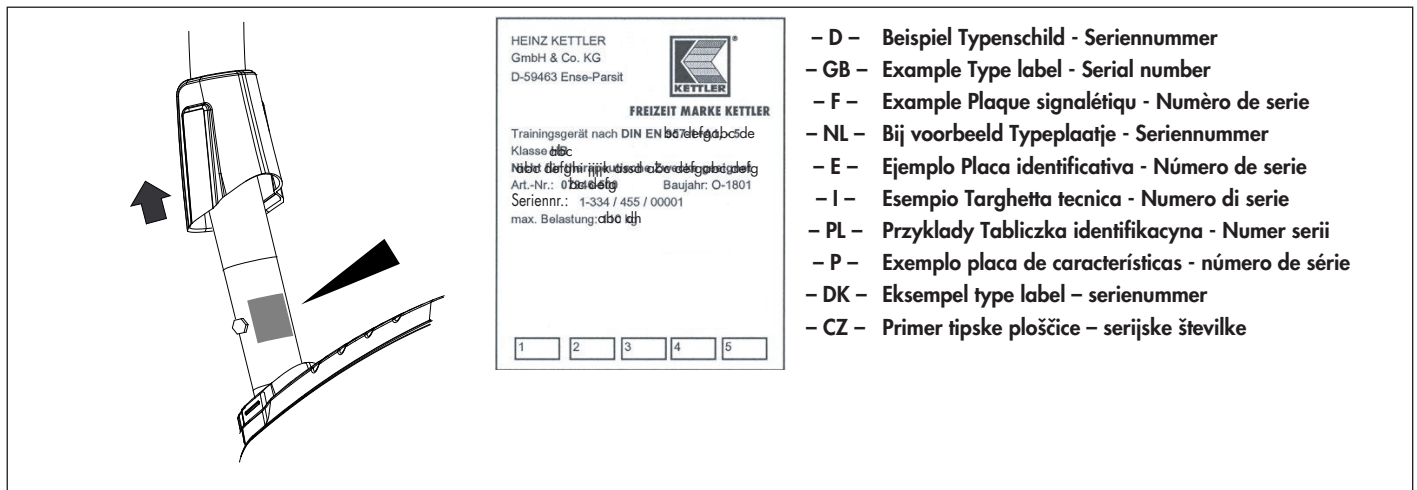 HEINZ KETTLER
GmbH & Co. KG
D-59463 Ense-Parsit
KETTLER
®
FREIZEIT MARKE KETTLER
Trainingsgerät nach DIN EN
Klasse
Art.-Nr.: Baujahr: O-1801
Seriennr.: 1-334 / 455 / 00001
max. Belastung:
1 2 3 4 5
– D – Beispiel Typenschild - Seriennummer
– GB – Example Type label - Serial number
– F – Example Plaque signalétiqu - Numèro de serie
– NL – Bij voorbeeld Typeplaatje - Seriennummer
– E – Ejemplo Placa identificativa - Número de serie
– I – Esempio Targhetta tecnica - Numero di serie
– PL – Przyklady Tabliczka identifikacyna - Numer serii
– P – Exemplo placa de características - número de série
– DK – Eksempel type label – serienummer
– CZ – Primer tipske ploščice – serijske številke